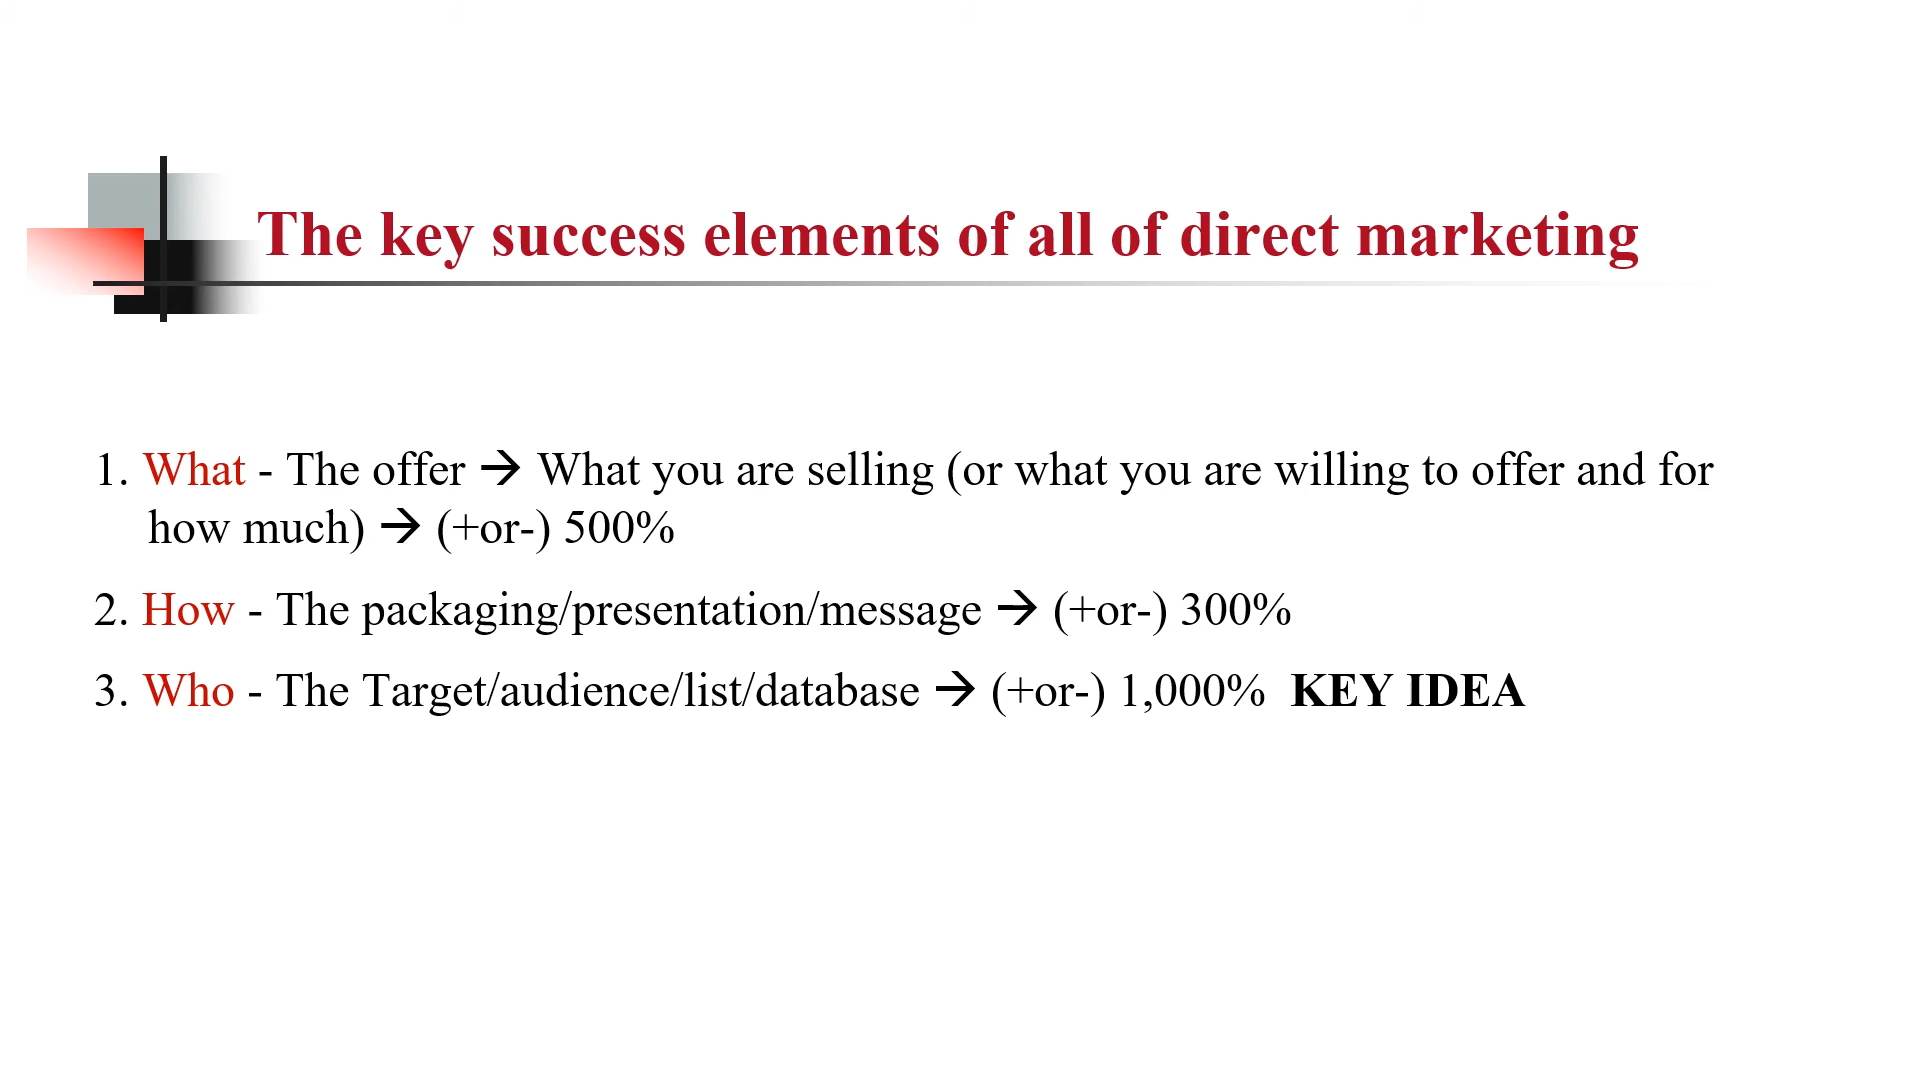 The key success elements of all of direct marketing
1. What - The offer → What you are selling (or what you are willing to offer and for
how much) → (+or-) 500%
2. How - The packaging/presentation/message → (+or-) 300%
3. Who - The Target/audience/list/database → (+or-) 1,000%  KEY IDEA